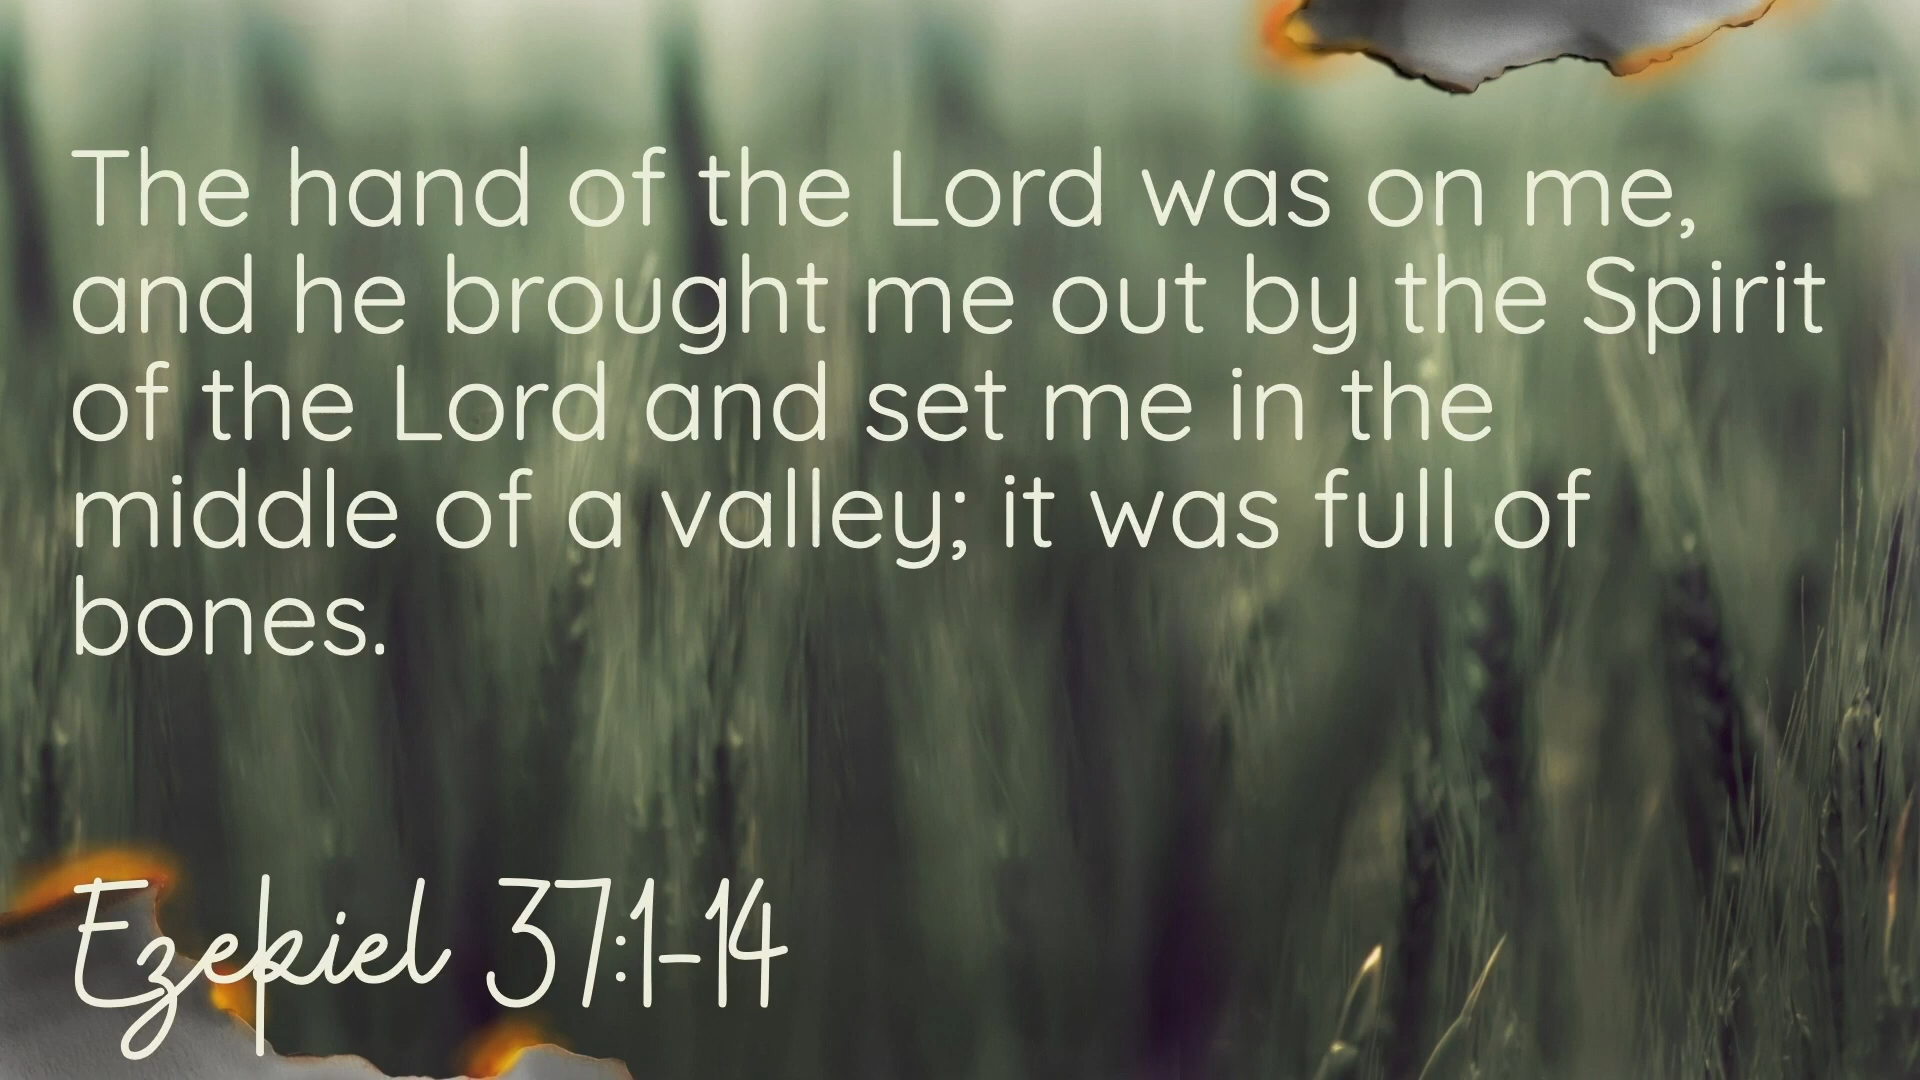 The hand of the Lord was on me,
and he brought me out by the Spirit
of the Lord and set me in the
middle of a valley; it was full of
bones.
Ezekiel 37:1-14